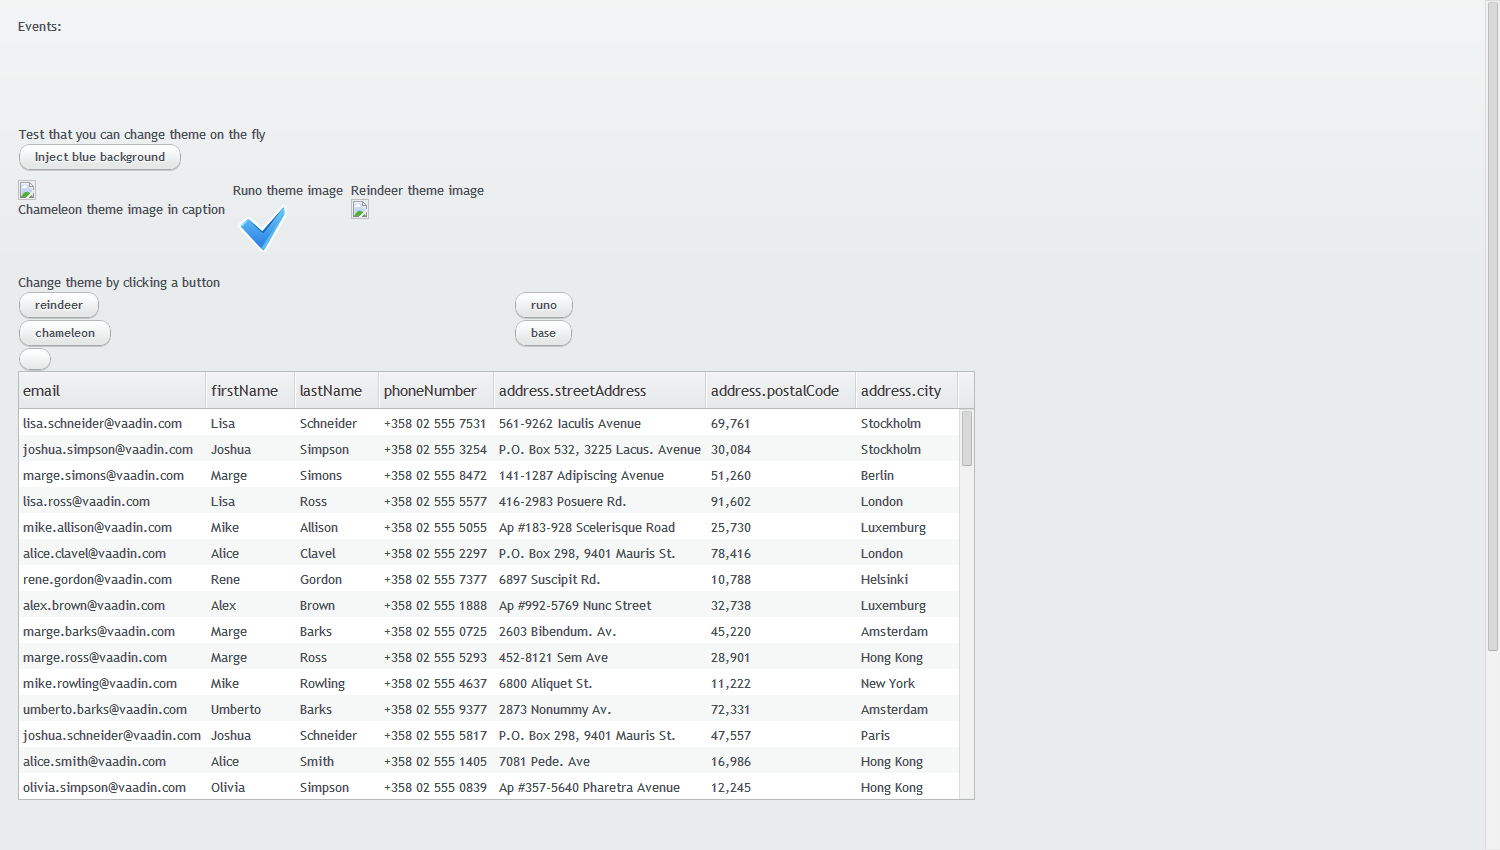 Events:
Test that you can change theme on the fly
Inject blue background
Runo theme image Reindeer theme image
Chameleon theme image in caption
Change theme by clicking a button
reindeer runo
chameleon base
email firstName lastName phoneNumber address.streetAddress address.postalCode address.city
lisa.schneider@vaadin.com Lisa Schneider +358 02 555 7531 561-9262 Iaculis Avenue 69,761 Stockholm
joshua.simpson@vaadin.com Joshua Simpson +358 02 555 3254 P.O. Box 532, 3225 Lacus. Avenue 30,084 Stockholm
marge.simons@vaadin.com Marge Simons +358 02 555 8472 141-1287 Adipiscing Avenue 51,260 Berlin
lisa.ross@vaadin.com Lisa Ross +358 02 555 5577 416-2983 Posuere Rd. 91,602 London
mike.allison@vaadin.com Mike Allison +358 02 555 5055 Ap #183-928 Scelerisque Road 25,730 Luxemburg
alice.clavel@vaadin.com Alice Clavel +358 02 555 2297 P.O. Box 298, 9401 Mauris St. 78,416 London
rene.gordon@vaadin.com Rene Gordon +358 02 555 7377 6897 Suscipit Rd. 10,788 Helsinki
alex.brown@vaadin.com Alex Brown +358 02 555 1888 Ap #992-5769 Nunc Street 32,738 Luxemburg
marge.barks@vaadin.com Marge Barks +358 02 555 0725 2603 Bibendum. Av. 45,220 Amsterdam
marge.ross@vaadin.com Marge Ross +358 02 555 5293 452-8121 Sem Ave 28,901 Hong Kong
mike.rowling@vaadin.com Mike Rowling +358 02 555 4637 6800 Aliquet St. 11,222 New York
umberto.barks@vaadin.com Umberto Barks +358 02 555 9377 2873 Nonummy Av. 72,331 Amsterdam
joshua.schneider@vaadin.com Joshua Schneider +358 02 555 5817 P.O. Box 298, 9401 Mauris St. 47,557 Paris
alice.smith@vaadin.com Alice Smith +358 02 555 1405 7081 Pede. Ave 16,986 Hong Kong
olivia.simpson@vaadin.com Olivia Simpson +358 02 555 0839 Ap #357-5640 Pharetra Avenue 12,245 Hong Kong